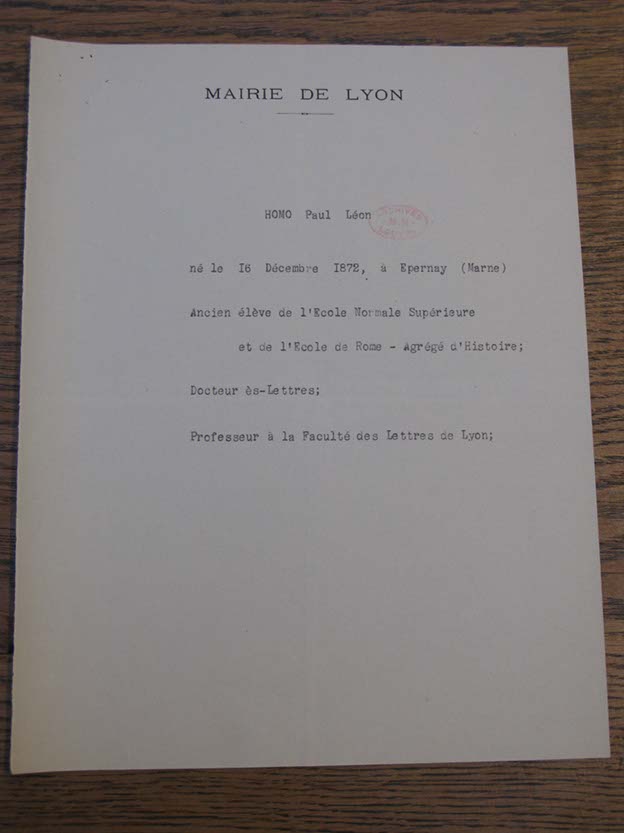 MAIRIE DE LYON
HOMO Paul Léon
né le 16 Décembre 1872, à Epernay (Marne)
Ancien élève de l'Ecole Normale Supérieure
et de l'Ecole de Rome - Agrégé d'Histoire;
Docteur ès-Lettres;
Professeur à la Faculté des Lettres de Lyon;